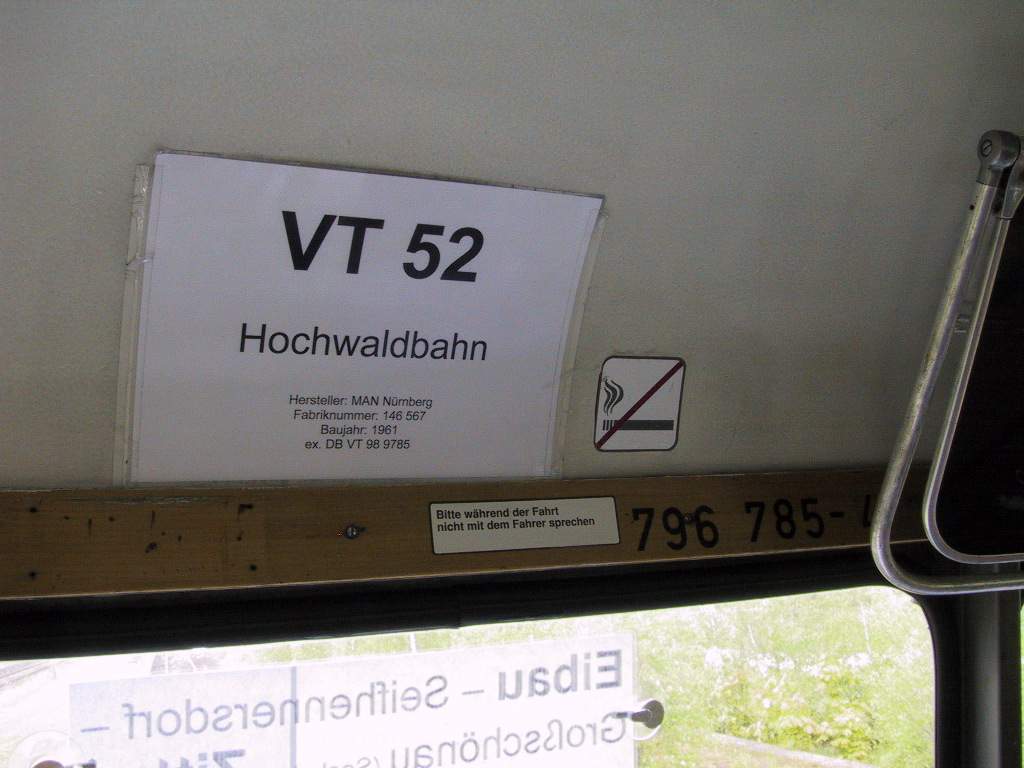 VT 52
Hochwaldbahn
Hersteller: MAN Nürnberg
Fabriknummer: 146 567
Baujahr: 1961
ex. DB VT 98 9785
Bitte während der Fahrt
nicht mit dem Fahrer sprechen
796 785-
Eibau – Seifhennersdorf –
Großschönau